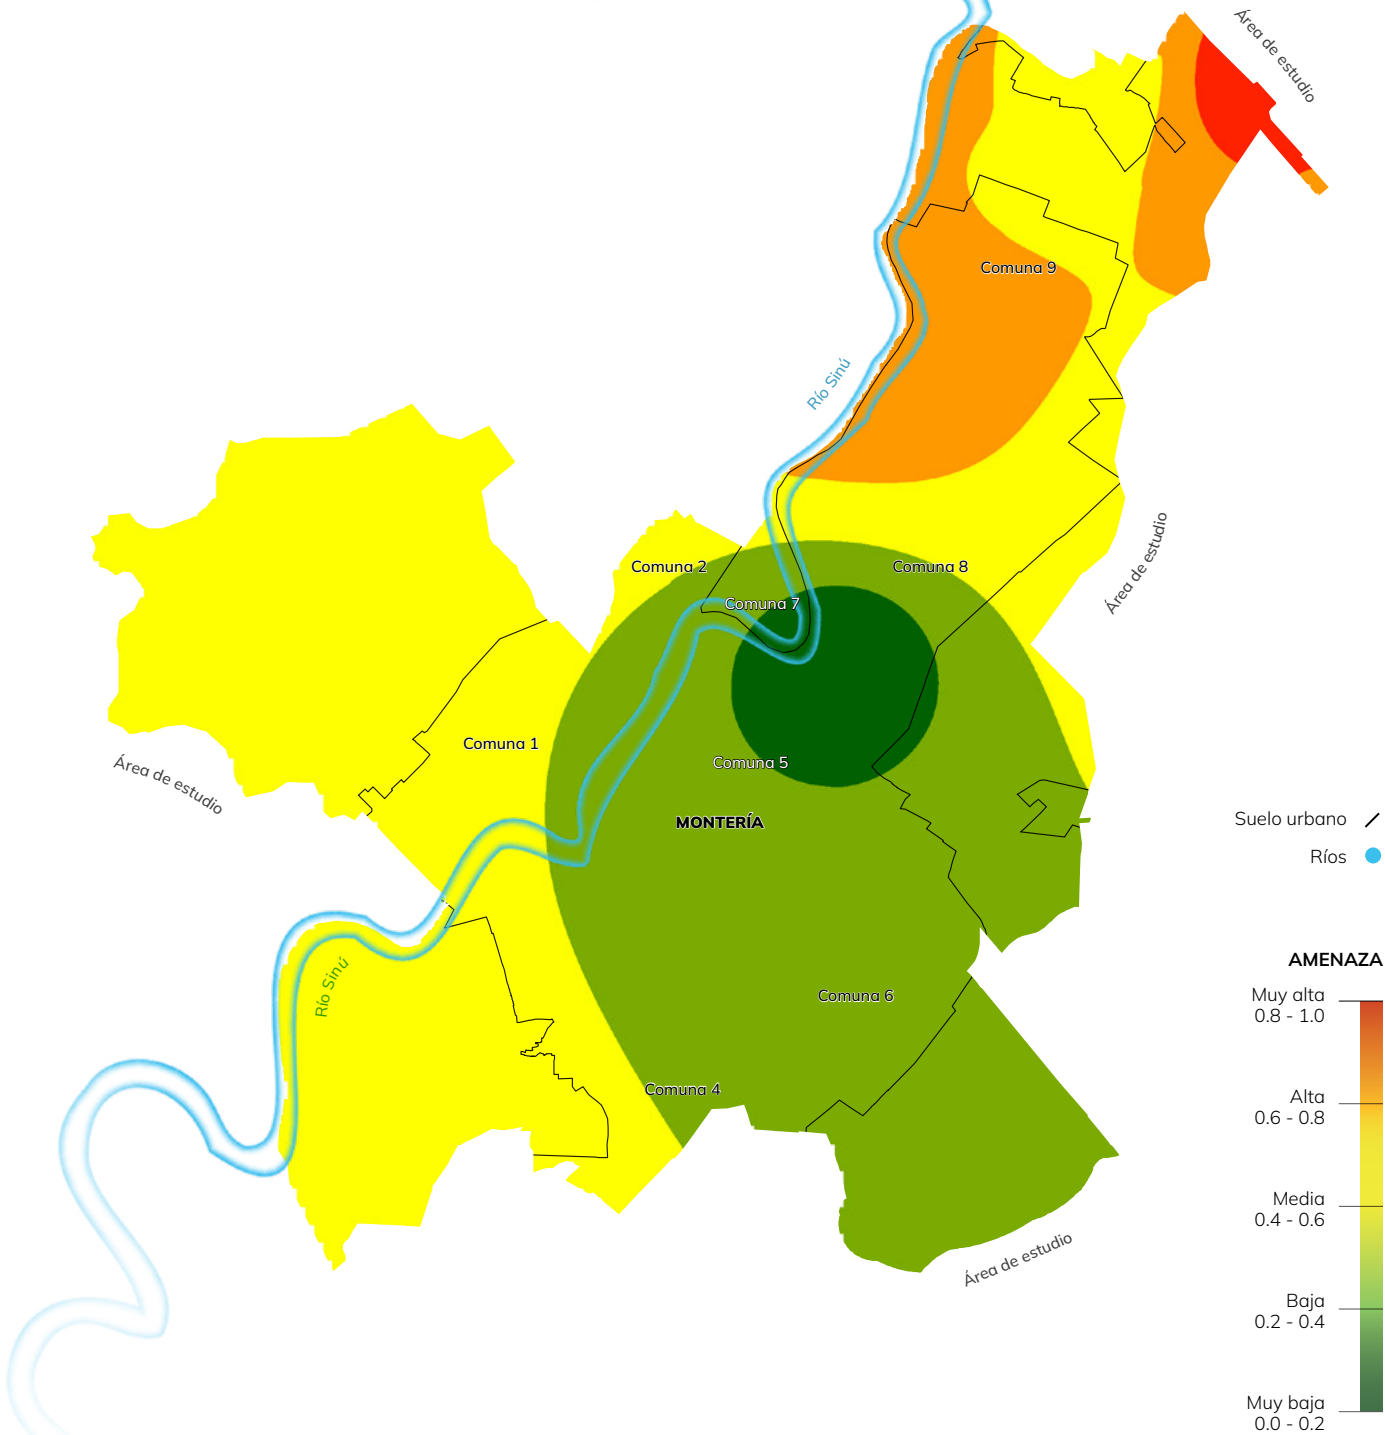 Área de estudio
Comuna 9
Río Sinú
Área de estudio
Comuna 2
Comuna 8
Comuna 7
Comuna 1
Comuna 5
Área de estudio
MONTERÍA
Suelo urbano
Ríos
Río Sinú
Comuna 6
Comuna 4
Área de estudio
AMENAZA
Muy alta
0.8 - 1.0
Alta
0.6 - 0.8
Media
0.4 - 0.6
Baja
0.2 - 0.4
Muy baja
0.0 - 0.2